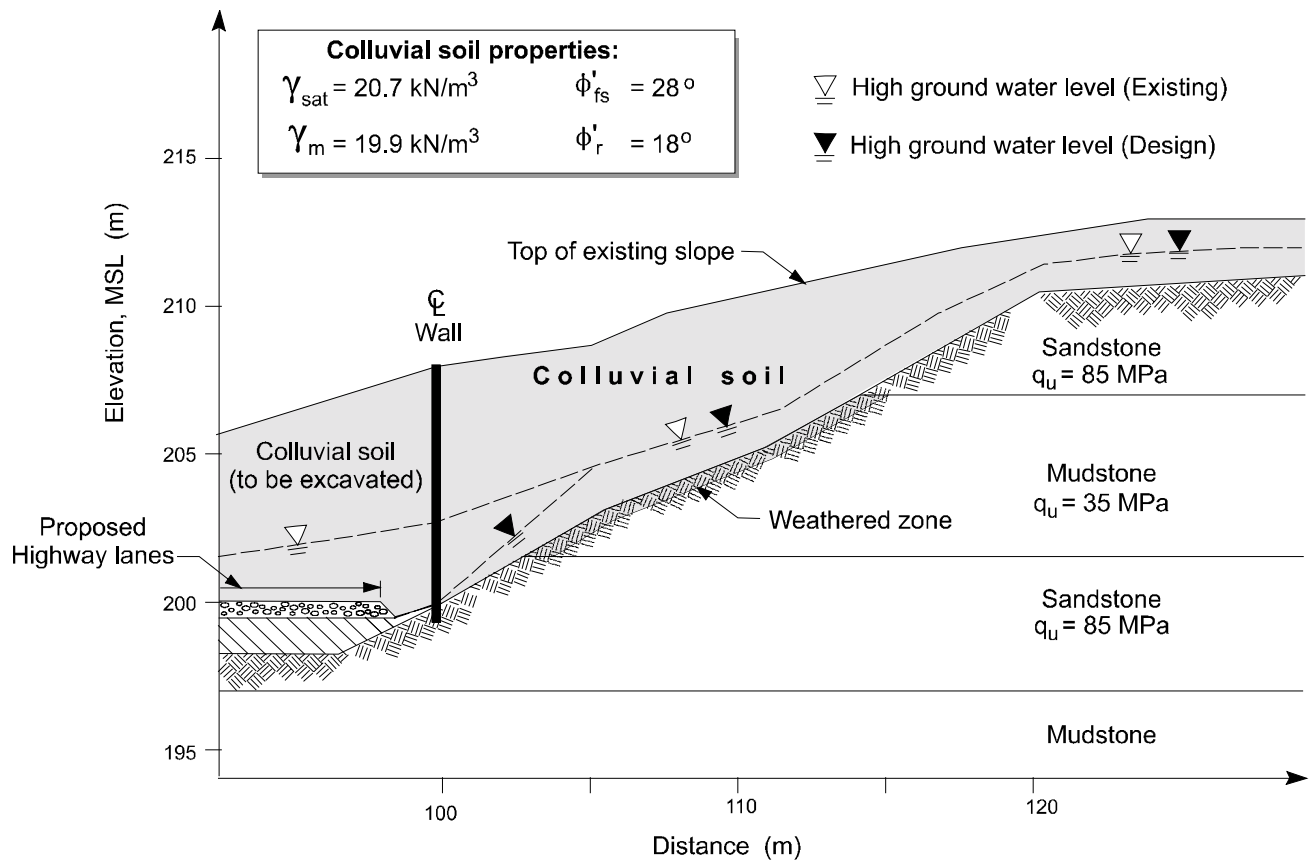 Colluvial soil properties:
γsat = 20.7 kN/m³ ϕ'fs = 28°
γm = 19.9 kN/m³ ϕ'r = 18°
High ground water level (Existing)
High ground water level (Design)
215
210
205
200
195
Elevation, MSL (m)
Top of existing slope
℄
Wall
Colluvial soil
Colluvial soil
(to be excavated)
Proposed
Highway lanes
Weathered zone
Sandstone
qu = 85 MPa
Mudstone
qu = 35 MPa
Sandstone
qu = 85 MPa
Mudstone
100
110
120
Distance (m)